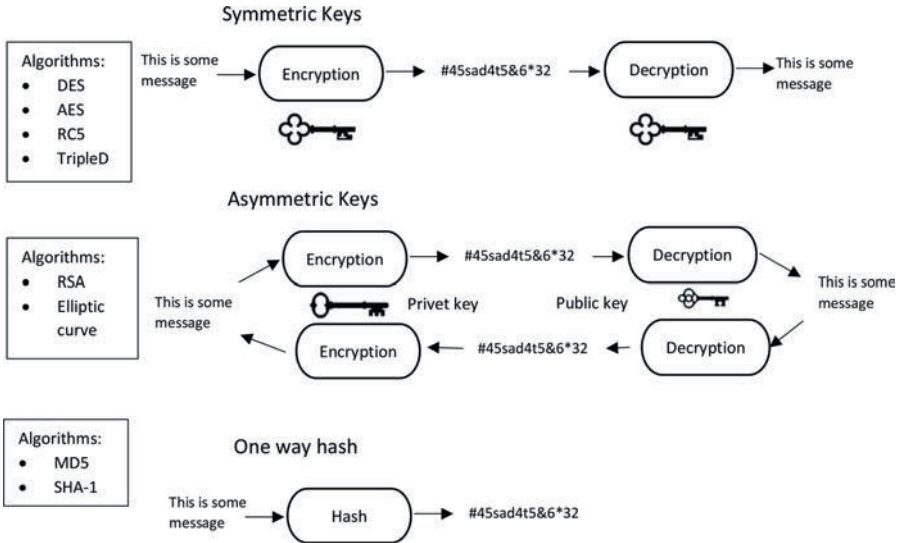 Symmetric Keys
Algorithms:
• DES
• AES
• RC5
• TripleD
This is some
message
Encryption
#45sad4t5&6*32
Decryption
This is some
message
Asymmetric Keys
Algorithms:
• RSA
• Elliptic
curve
This is some
message
Encryption
#45sad4t5&6*32
Decryption
Privet key
Public key
This is some
message
Encryption
#45sad4t5&6*32
Decryption
Algorithms:
• MD5
• SHA-1
One way hash
This is some
message
Hash
#45sad4t5&6*32